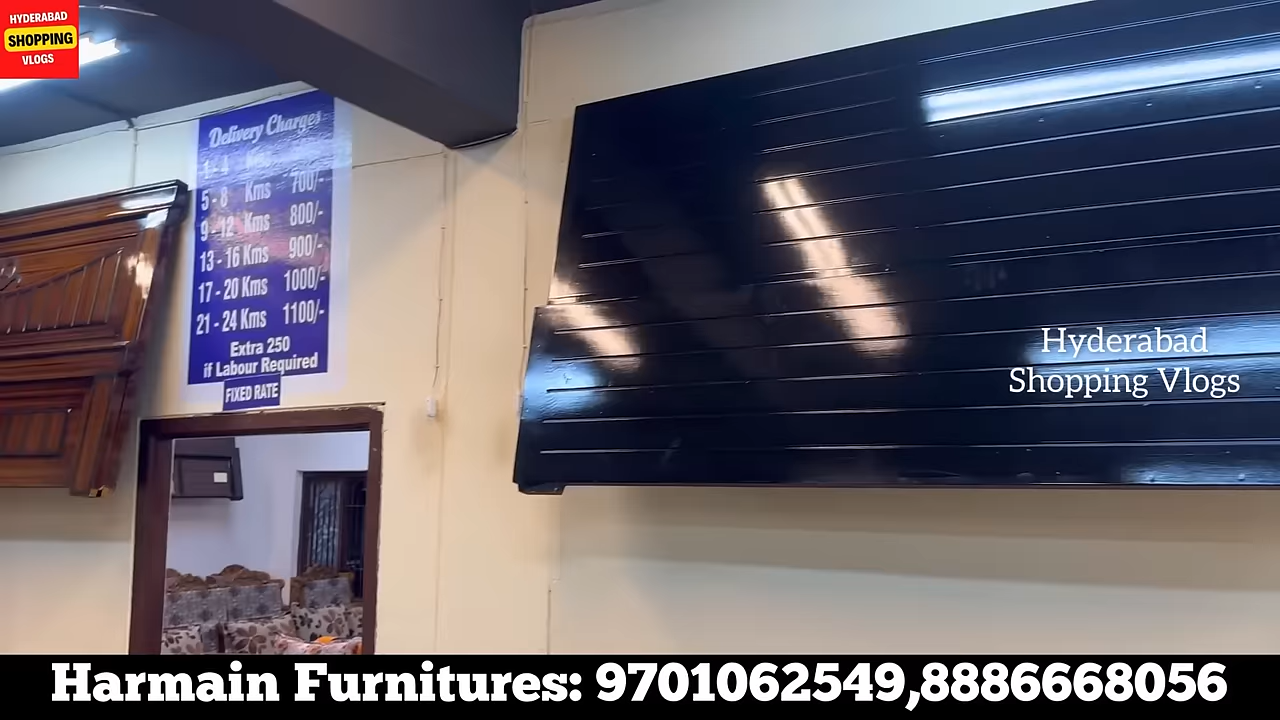 HYDERABAD
SHOPPING
VLOGS
Delivery Charges
1 - 4
5 - 8 Kms 700/-
9 - 12 Kms 800/-
13 - 16 Kms 900/-
17 - 20 Kms 1000/-
21 - 24 Kms 1100/-
Extra 250
if Labour Required
FIXED RATE
Hyderabad
Shopping Vlogs
Harmain Furnitures: 9701062549,8886668056